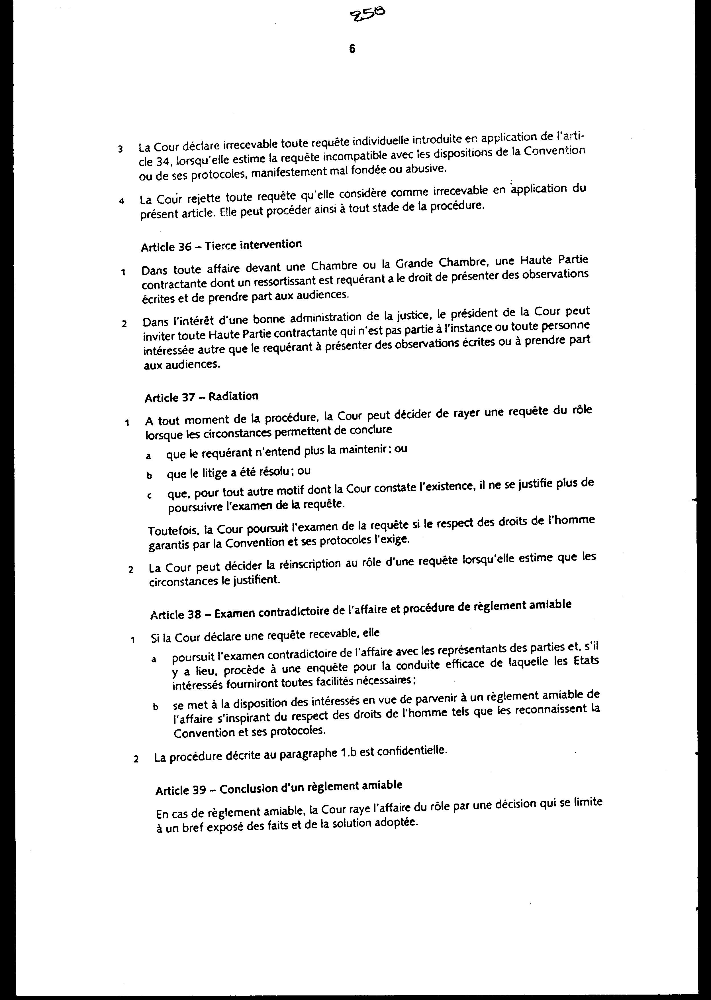 250
6
3 La Cour déclare irrecevable toute requête individuelle introduite en application de l'arti-
cle 34, lorsqu'elle estime la requête incompatible avec les dispositions de la Convention
ou de ses protocoles, manifestement mal fondée ou abusive.
4 La Cour rejette toute requête qu'elle considère comme irrecevable en application du
présent article. Elle peut procéder ainsi à tout stade de la procédure.
Article 36 – Tierce intervention
1 Dans toute affaire devant une Chambre ou la Grande Chambre, une Haute Partie
contractante dont un ressortissant est requérant a le droit de présenter des observations
écrites et de prendre part aux audiences.
2 Dans l'intérêt d'une bonne administration de la justice, le président de la Cour peut
inviter toute Haute Partie contractante qui n'est pas partie à l'instance ou toute personne
intéressée autre que le requérant à présenter des observations écrites ou à prendre part
aux audiences.
Article 37 – Radiation
1 A tout moment de la procédure, la Cour peut décider de rayer une requête du rôle
lorsque les circonstances permettent de conclure
a que le requérant n'entend plus la maintenir ; ou
b que le litige a été résolu ; ou
c que, pour tout autre motif dont la Cour constate l'existence, il ne se justifie plus de
poursuivre l'examen de la requête.
Toutefois, la Cour poursuit l'examen de la requête si le respect des droits de l'homme
garantis par la Convention et ses protocoles l'exige.
2 La Cour peut décider la réinscription au rôle d'une requête lorsqu'elle estime que les
circonstances le justifient.
Article 38 – Examen contradictoire de l'affaire et procédure de règlement amiable
1 Si la Cour déclare une requête recevable, elle
a poursuit l'examen contradictoire de l'affaire avec les représentants des parties et, s'il
y a lieu, procède à une enquête pour la conduite efficace de laquelle les Etats
intéressés fourniront toutes facilités nécessaires ;
b se met à la disposition des intéressés en vue de parvenir à un règlement amiable de
l'affaire s'inspirant du respect des droits de l'homme tels que les reconnaissent la
Convention et ses protocoles.
2 La procédure décrite au paragraphe 1.b est confidentielle.
Article 39 – Conclusion d'un règlement amiable
En cas de règlement amiable, la Cour raye l'affaire du rôle par une décision qui se limite
à un bref exposé des faits et de la solution adoptée.